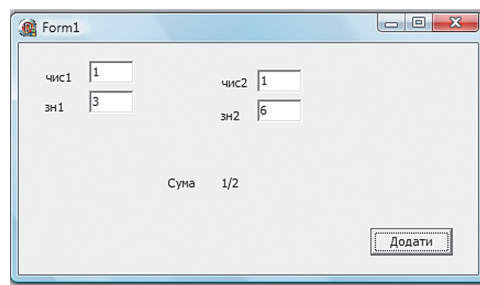 Form1
чис1 1
зн1 3
чис2 1
зн2 6
Сума 1/2
Додати